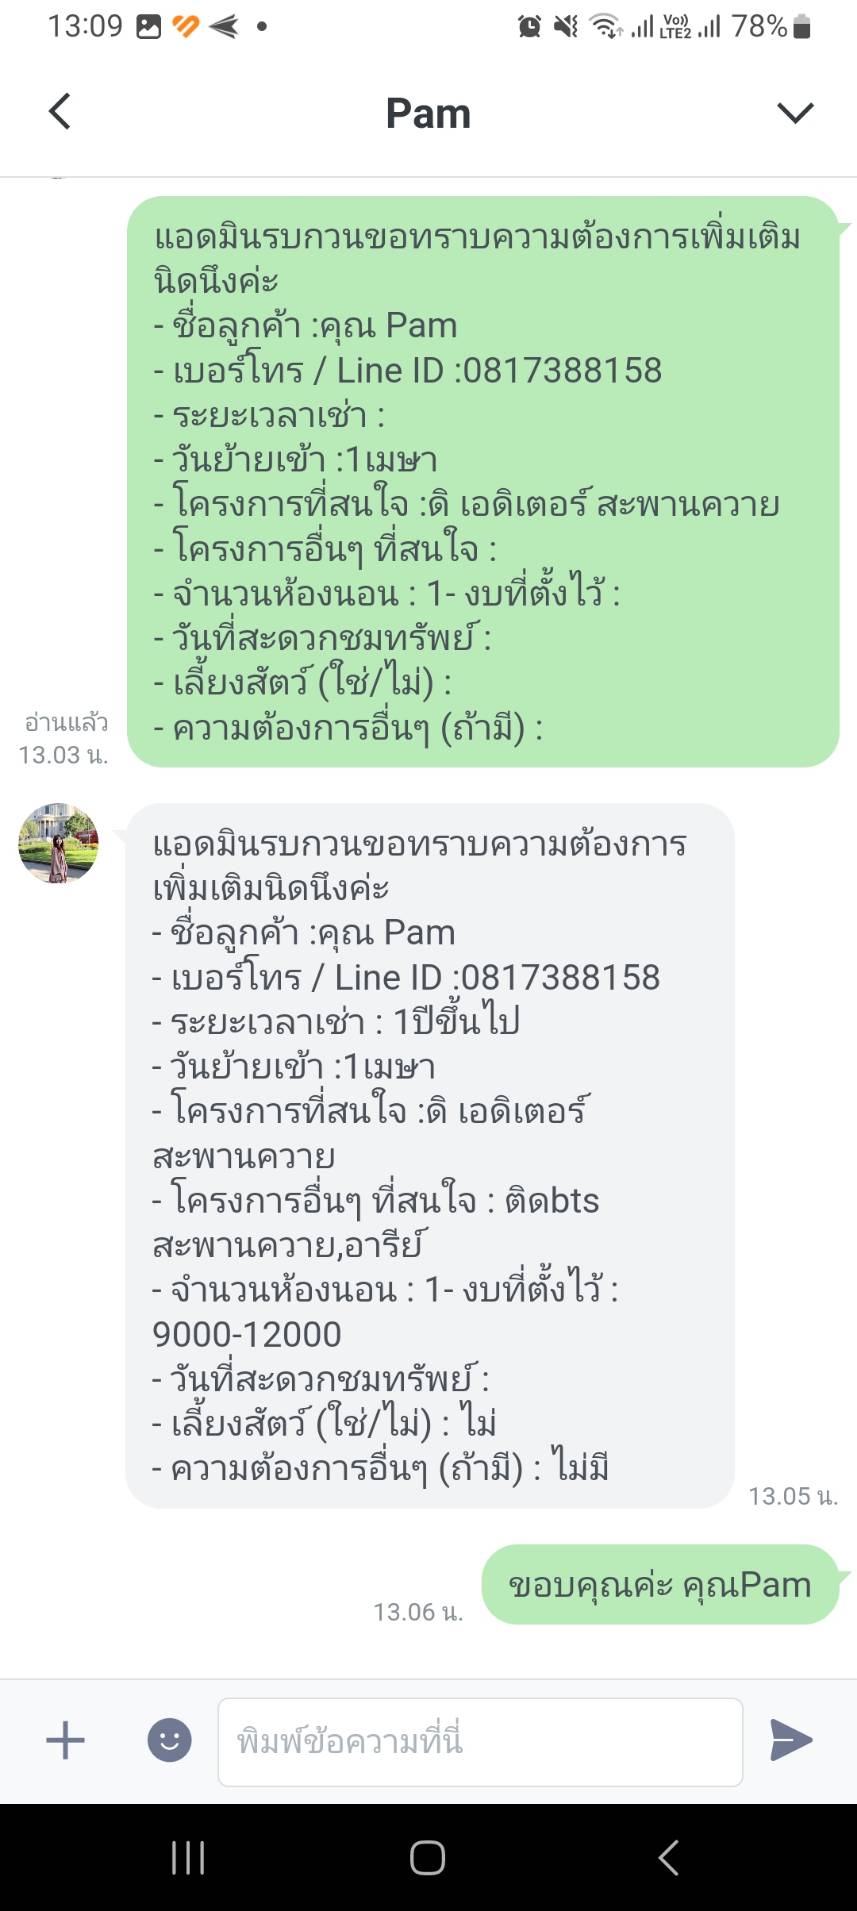 13:09
Vo))
LTE2
78%
Pam
แอดมินรบกวนขอทราบความต้องการเพิ่มเติม
นิดนึงค่ะ
- ชื่อลูกค้า :คุณ Pam
- เบอร์โทร / Line ID :0817388158
- ระยะเวลาเช่า :
- วันย้ายเข้า :1เมษา
- โครงการที่สนใจ :ดิ เอดิเตอร์ สะพานควาย
- โครงการอื่นๆ ที่สนใจ :
- จำนวนห้องนอน : 1- งบที่ตั้งไว้ :
- วันที่สะดวกชมทรัพย์ :
- เลี้ยงสัตว์ (ใช่/ไม่) :
- ความต้องการอื่นๆ (ถ้ามี) :
อ่านแล้ว
13.03 น.
แอดมินรบกวนขอทราบความต้องการ
เพิ่มเติมนิดนึงค่ะ
- ชื่อลูกค้า :คุณ Pam
- เบอร์โทร / Line ID :0817388158
- ระยะเวลาเช่า : 1ปีขึ้นไป
- วันย้ายเข้า :1เมษา
- โครงการที่สนใจ :ดิ เอดิเตอร์
สะพานควาย
- โครงการอื่นๆ ที่สนใจ : ติดbts
สะพานควาย,อารีย์
- จำนวนห้องนอน : 1- งบที่ตั้งไว้ :
9000-12000
- วันที่สะดวกชมทรัพย์ :
- เลี้ยงสัตว์ (ใช่/ไม่) : ไม่
- ความต้องการอื่นๆ (ถ้ามี) : ไม่มี
13.05 น.
ขอบคุณค่ะ คุณPam
13.06 น.
พิมพ์ข้อความที่นี่